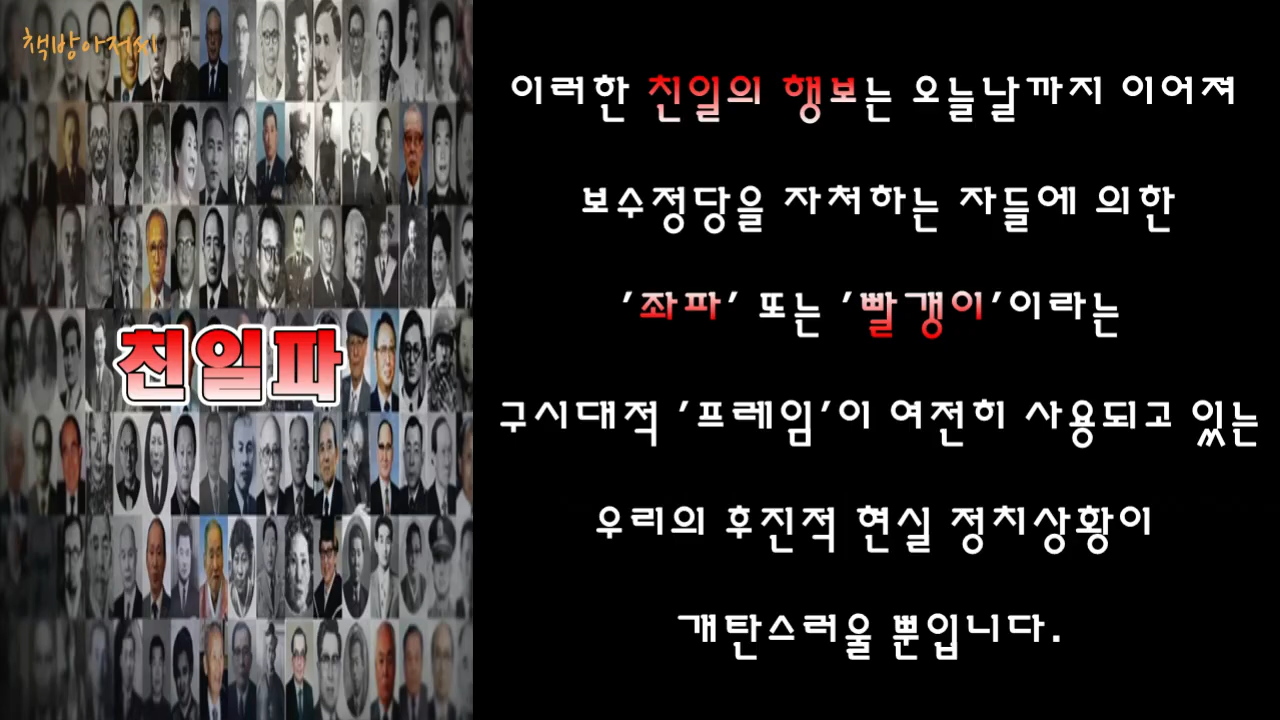 책방아저씨
친일파
이러한 친일의 행보는 오늘날까지 이어져
보수정당을 자처하는 자들에 의한
'좌파' 또는 '빨갱이'이라는
구시대적 '프레임'이 여전히 사용되고 있는
우리의 후진적 현실 정치상황이
개탄스러울 뿐입니다.